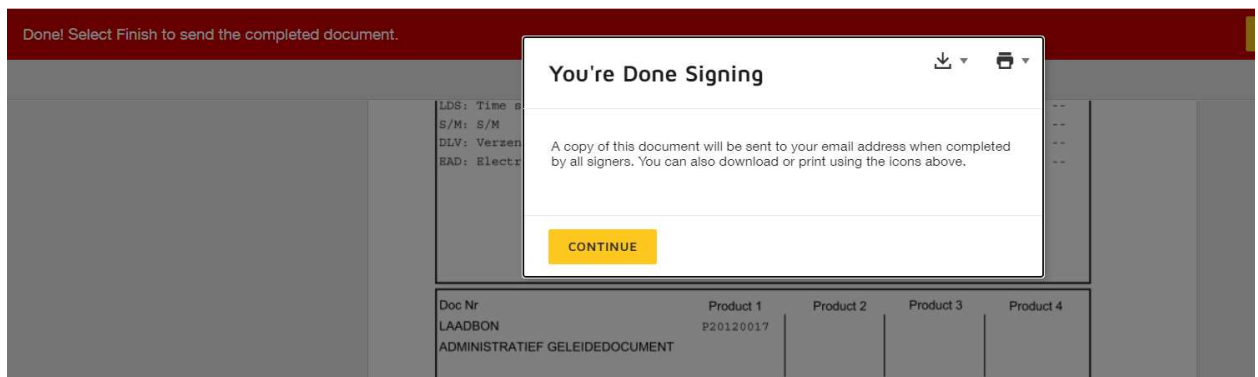 Done! Select Finish to send the completed document.
You're Done Signing
LDS: Time
S/M: S/M
DLV:
EAD:
--
--
--
--
A copy of this document will be sent to your email address when completed
by all signers. You can also download or print using the icons above.
CONTINUE
Doc Nr Product 1 Product 2 Product 3 Product 4
LAADBON P20120017
ADMINISTRATIEF GELEIDEDOCUMENT